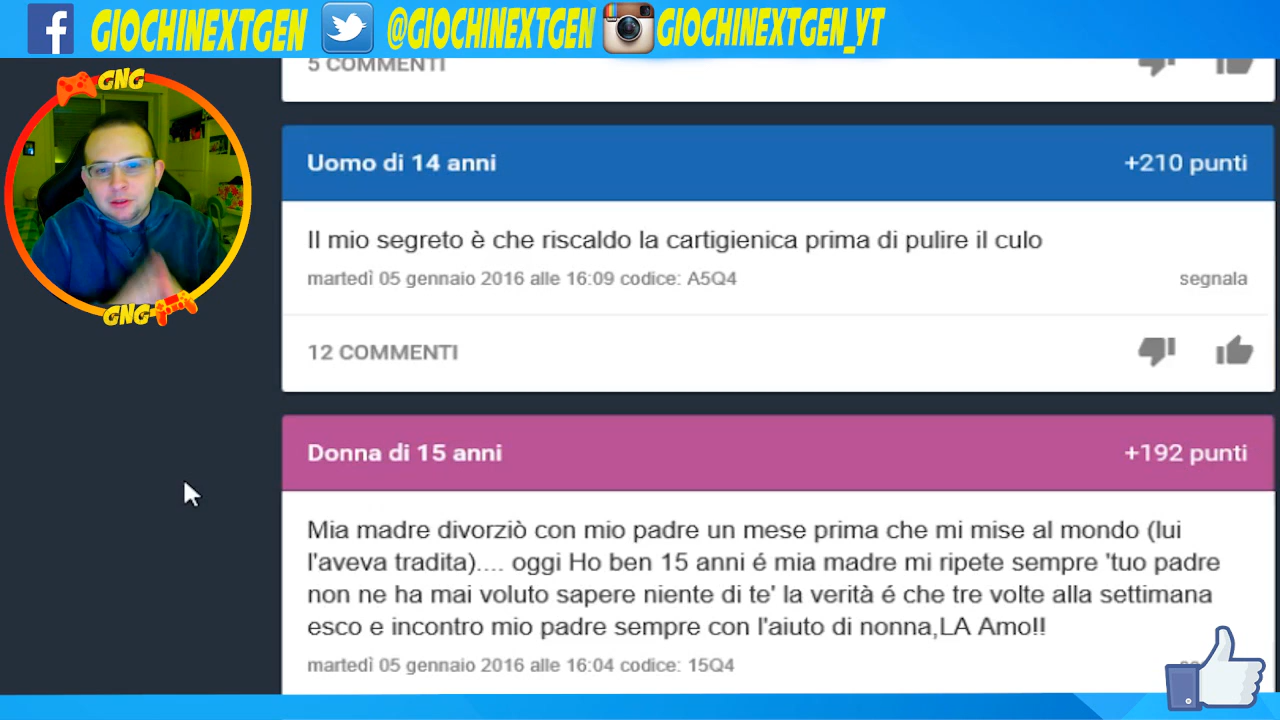 GIOCHINEXTGEN @GIOCHINEXTGEN GIOCHINEXTGEN_YT
5 COMMENTI
GNG
GNG
Uomo di 14 anni +210 punti
Il mio segreto è che riscaldo la cartigienica prima di pulire il culo
martedì 05 gennaio 2016 alle 16:09 codice: A5Q4 segnala
12 COMMENTI
Donna di 15 anni +192 punti
Mia madre divorziò con mio padre un mese prima che mi mise al mondo (lui
l'aveva tradita).... oggi Ho ben 15 anni é mia madre mi ripete sempre 'tuo padre
non ne ha mai voluto sapere niente di te' la verità é che tre volte alla settimana
esco e incontro mio padre sempre con l'aiuto di nonna,LA Amo!!
martedì 05 gennaio 2016 alle 16:04 codice: 15Q4